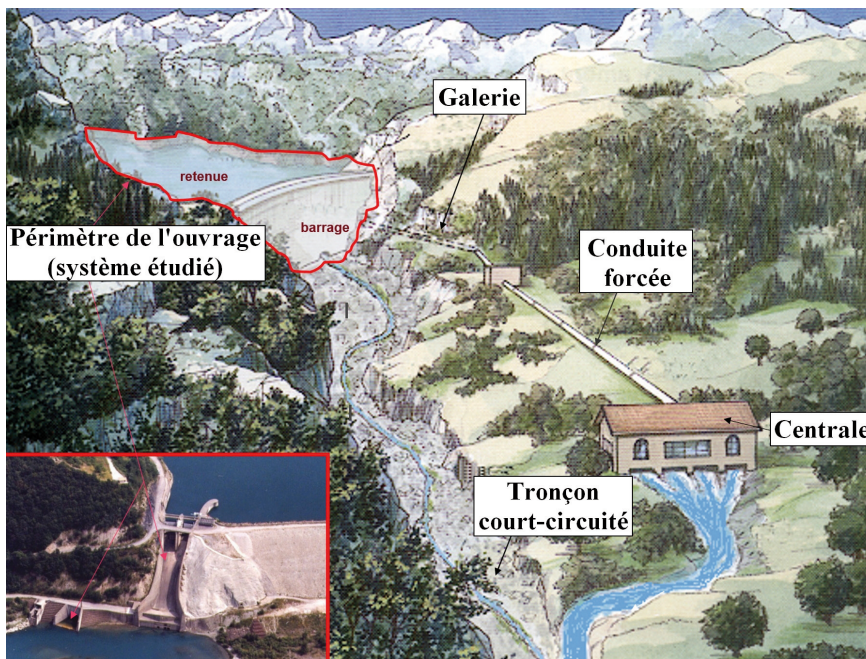 Galerie
retenue
barrage
Périmètre de l'ouvrage
(système étudié)
Conduite
forcée
Centrale
Tronçon
court-circuité